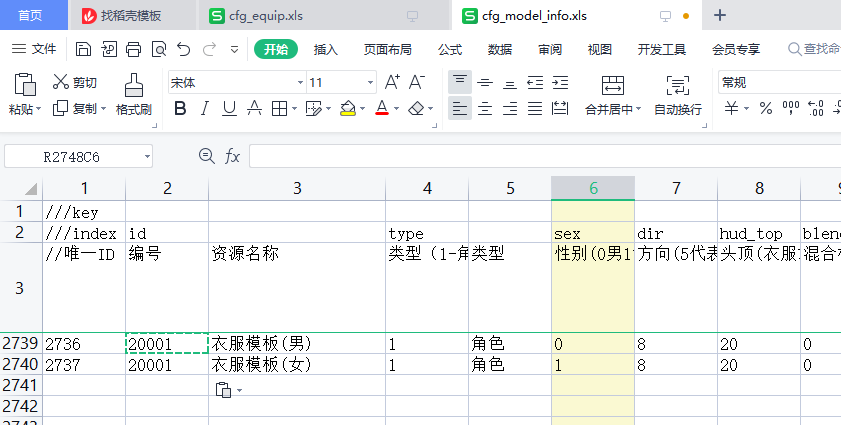 首页 找稻壳模板 cfg_equip.xls cfg_model_info.xls
文件 开始 插入 页面布局 公式 数据 审阅 视图 开发工具 会员专享 查找命
粘贴 剪切 复制 格式刷 宋体 11 A+ A- B I U A A 合并居中 自动换行 常规 ¥ %
R2748C6 fx
1 2 3 4 5 6 7 8 9
1 ///key
2 ///index id type sex dir hud_top blen
3 //唯一ID 编号 资源名称 类型（1-角 类型 性别(0男1 方向(5代表 头顶(衣服 混合
2739 2736 20001 衣服模板(男) 1 角色 0 8 20 0
2740 2737 20001 衣服模板(女) 1 角色 1 8 20 0
2741
2742